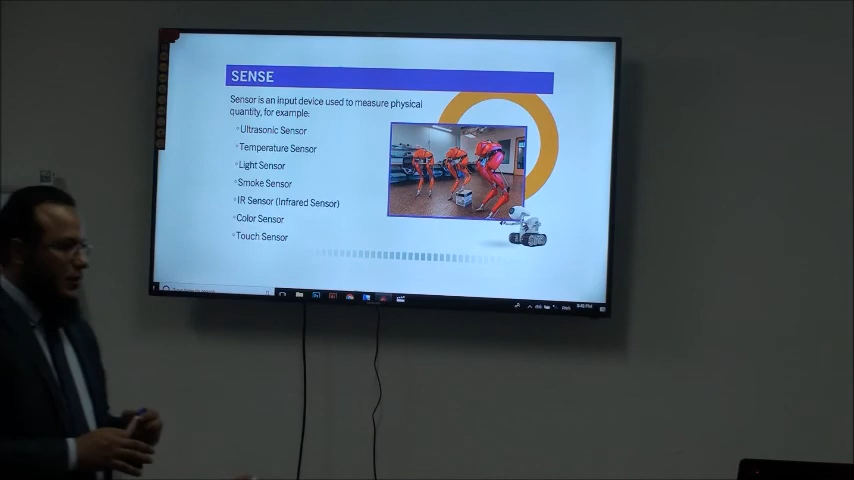 SENSE
Sensor is an input device used to measure physical
quantity, for example:
Ultrasonic Sensor
Temperature Sensor
Light Sensor
Smoke Sensor
IR Sensor (Infrared Sensor)
Color Sensor
Touch Sensor